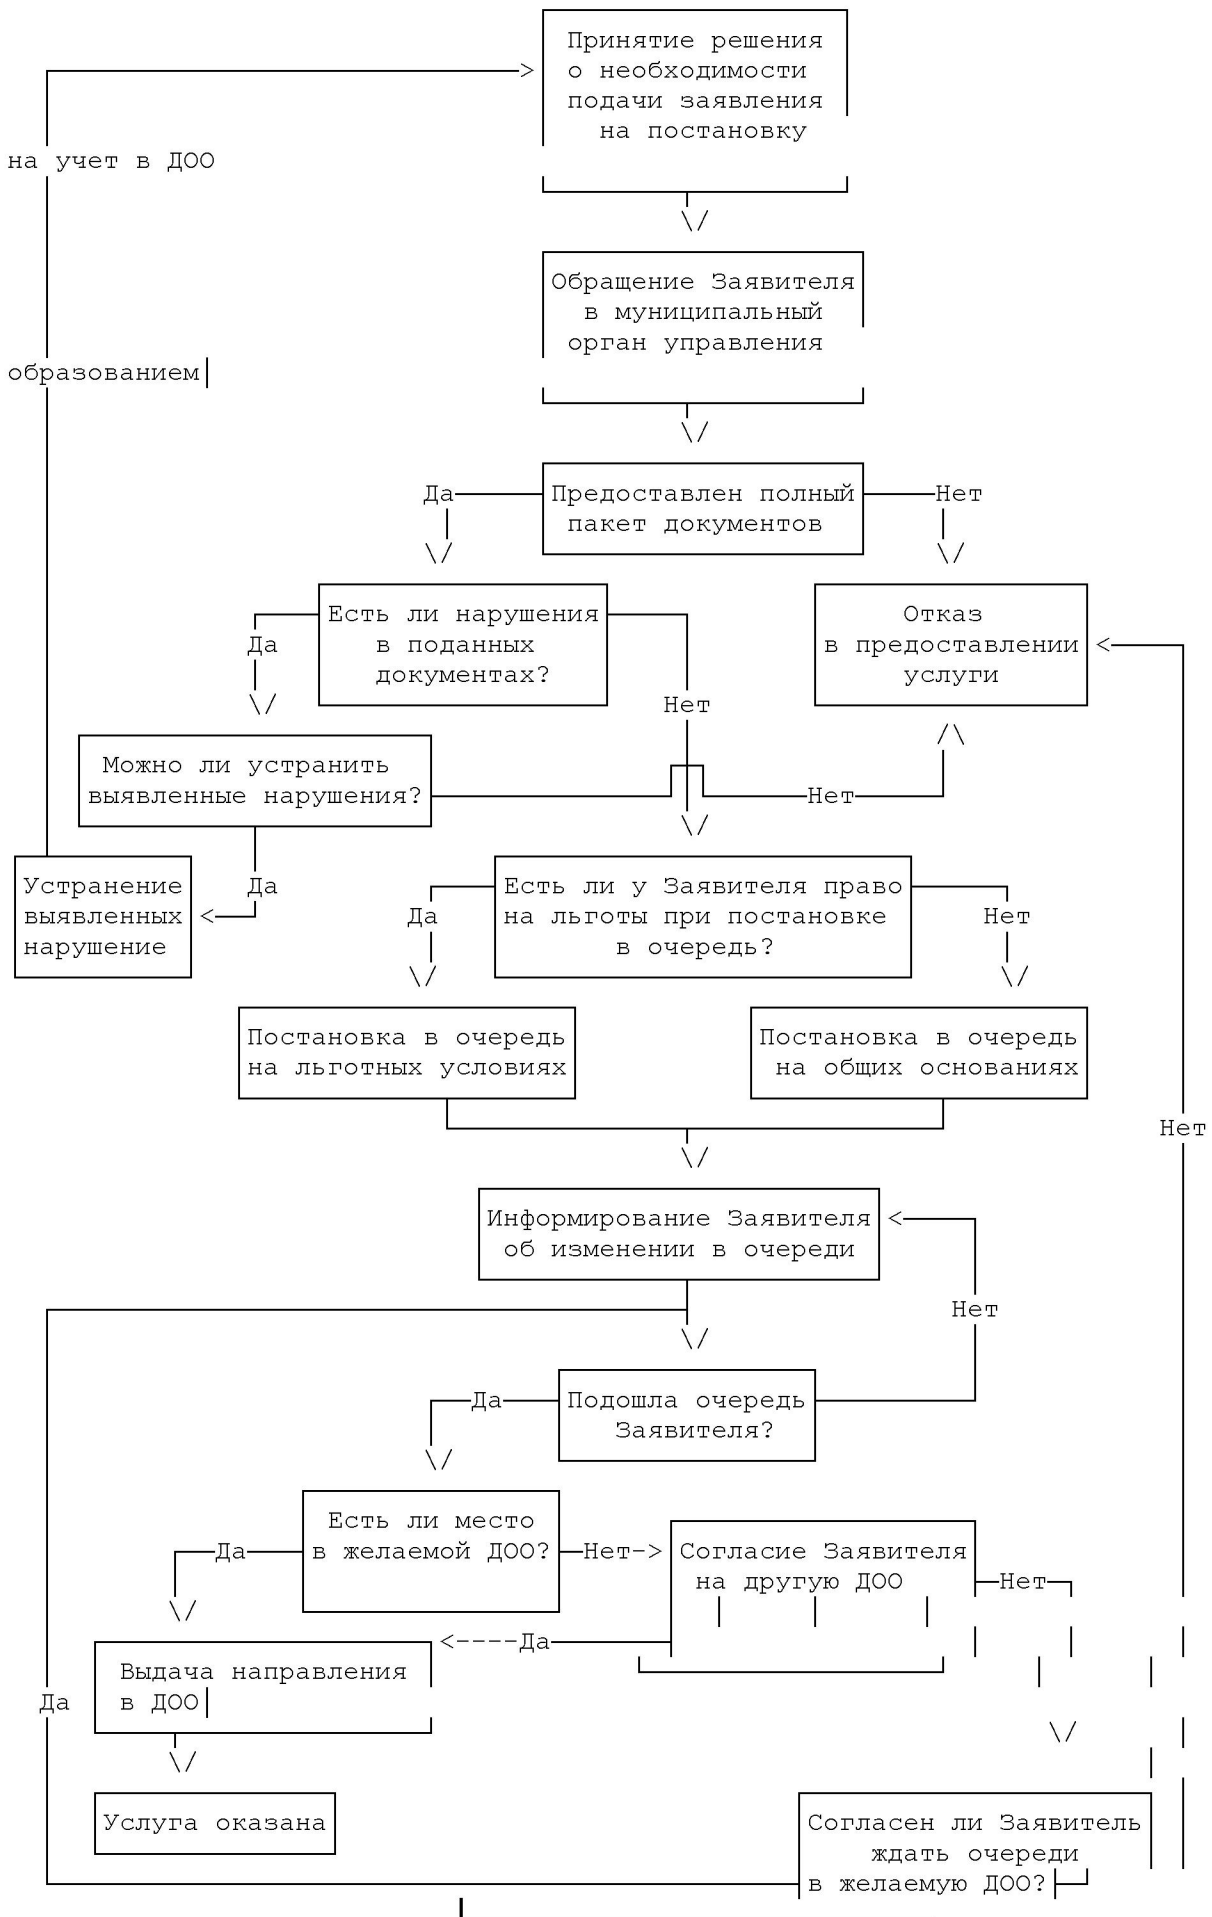 Принятие решения
о необходимости
подачи заявления
на постановку
на учет в ДОО
Обращение Заявителя
в муниципальный
орган управления
образованием
Да
Предоставлен полный
пакет документов
Нет
Есть ли нарушения
в поданных
документах?
Да
Нет
Отказ
в предоставлении
услуги
Можно ли устранить
выявленные нарушения?
Нет
Да
Устранение
выявленных
нарушение
Есть ли у Заявителя право
на льготы при постановке
в очередь?
Да
Нет
Постановка в очередь
на льготных условиях
Постановка в очередь
на общих основаниях
Нет
Информирование Заявителя
об изменении в очереди
Нет
Да
Подошла очередь
Заявителя?
Есть ли место
в желаемой ДОО?
Да
Нет
Согласие Заявителя
на другую ДОО
Нет
Да
Выдача направления
в ДОО
Да
Услуга оказана
Согласен ли Заявитель
ждать очереди
в желаемую ДОО?